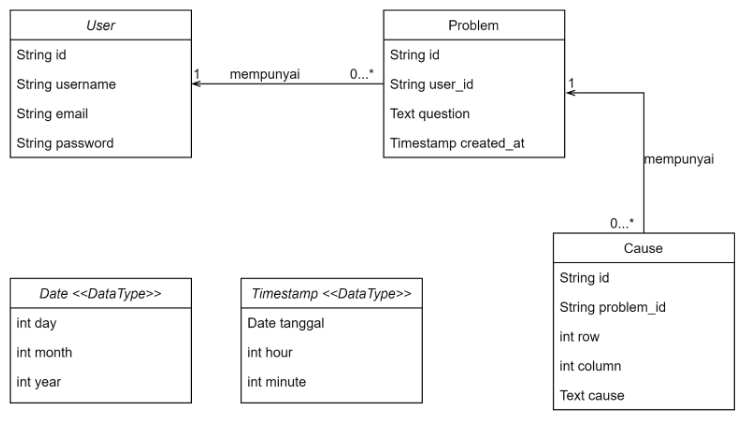 User
String id
String username
String email
String password
1
mempunyai
0...*
Problem
String id
String user_id
Text question
Timestamp created_at
1
mempunyai
0...*
Cause
String id
String problem_id
int row
int column
Text cause
Date <<DataType>>
int day
int month
int year
Timestamp <<DataType>>
Date tanggal
int hour
int minute